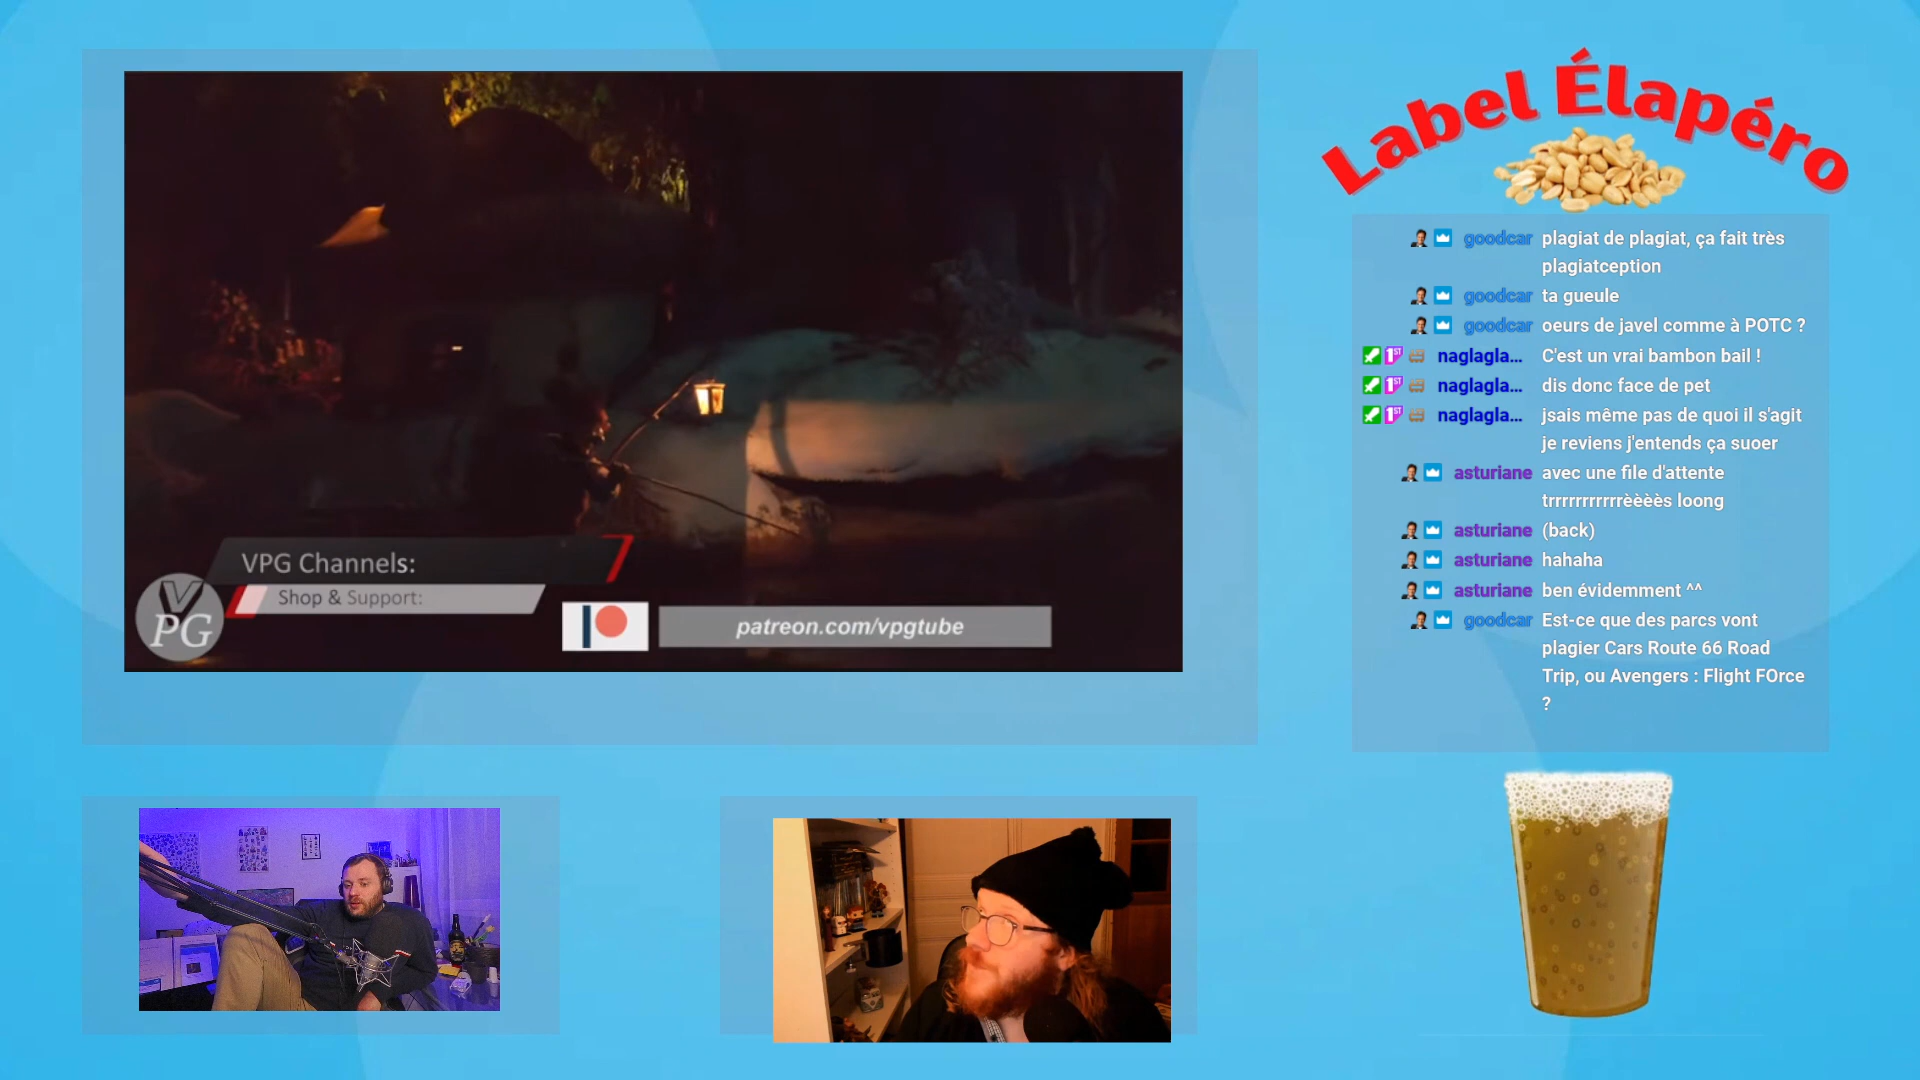 Label Élapéro
goodcar plagiat de plagiat, ça fait très
plagiatception
goodcar ta gueule
goodcar oeurs de javel comme à POTC ?
naglagla... C'est un vrai bambon bail !
naglagla... dis donc face de pet
naglagla... jsais même pas de quoi il s'agit
je reviens j'entends ça suoer
asturiane avec une file d'attente
trrrrrrrrrrrèèèès loong
asturiane (back)
asturiane hahaha
asturiane ben évidemment ^^
goodcar Est-ce que des parcs vont
plagier Cars Route 66 Road
Trip, ou Avengers : Flight FOrce
?
VPG Channels:
Shop & Support:
VPG
patreon.com/vpgtube